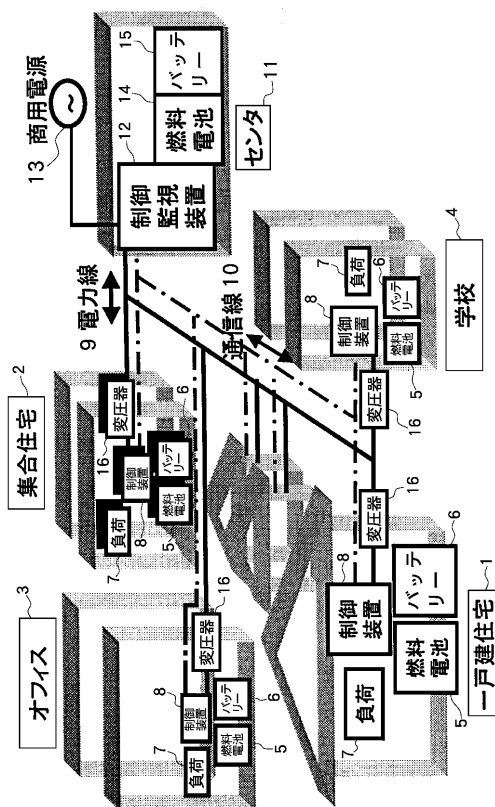 オフィス
3
集合住宅
2
13 商用電源
~
12
制御
監視
装置
14
燃料
電池
15
バッテ
リー
センタ
11
9 電力線
通信線 10
7
負荷
8
制御
装置
5
燃料
電池
6
バッテ
リー
16
変圧器
7
負荷
8
制御
装置
5
燃料
電池
6
バッテ
リー
16
変圧器
7
負荷
8
制御
装置
5
燃料
電池
6
バッテ
リー
16
変圧器
一戸建住宅
1
7
負荷
8
制御装置
5
燃料
電池
6
バッテ
リー
16
変圧器
学校
4